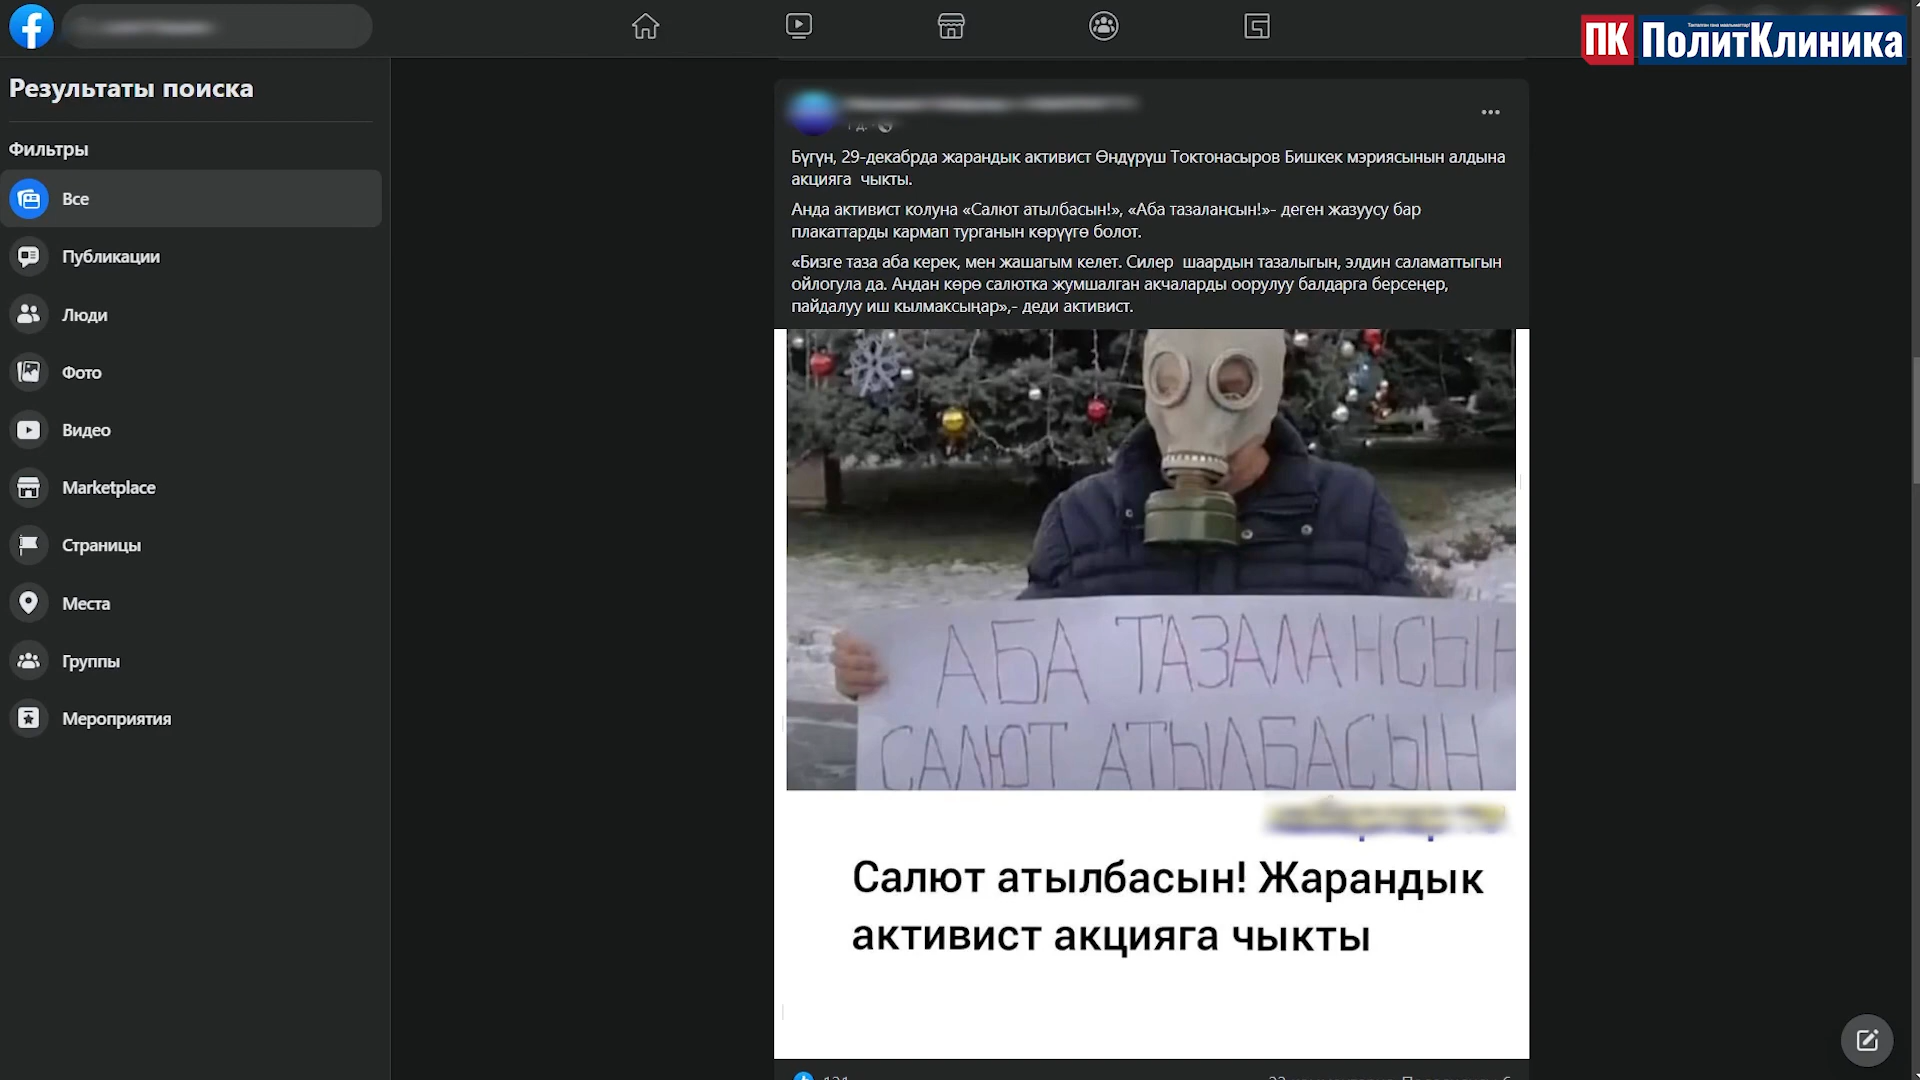 ПК ПолитКлиника
Результаты поиска
Фильтры
Все
Публикации
Люди
Фото
Видео
Marketplace
Страницы
Места
Группы
Мероприятия
Бүгүн, 29-декабрда жарандык активист Өндүрүш Токтонасыров Бишкек мэриясынын алдына
акцияга чыкты.
Анда активист колуна «Салют атылбасын!», «Аба тазалансын!»- деген жазуусу бар
плакаттарды кармап турганын көрүүгө болот.
«Бизге таза аба керек, мен жашагым келет. Силер шаардын тазалыгын, элдин саламаттыгын
ойлогула да. Андан көрө салютка жумшалган акчаларды оорулуу балдарга берсеңер,
пайдалуу иш кылмаксыңар»,- деди активист.
АБА ТАЗАЛАНСЫН
САЛЮТ АТЫЛБАСЫН
Салют атылбасын! Жарандык
активист акцияга чыкты